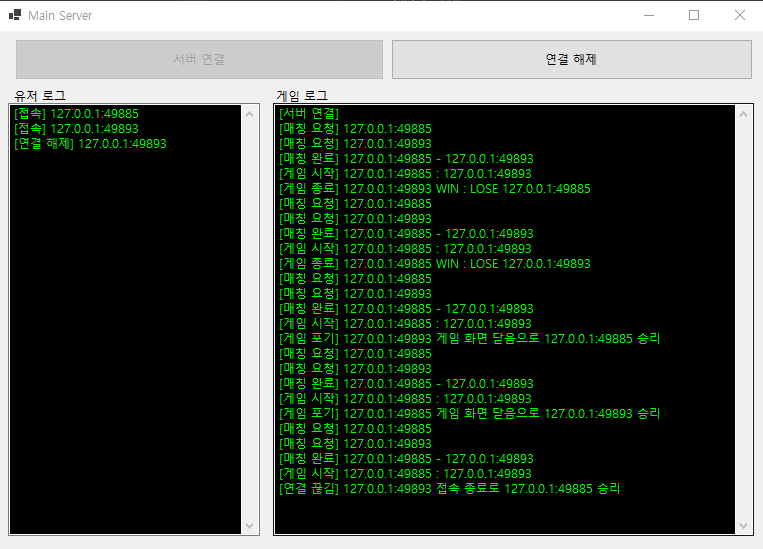 Main Server
서버 연결
연결 해제
유저 로그
[접속] 127.0.0.1:49885
[접속] 127.0.0.1:49893
[연결 해제] 127.0.0.1:49893
게임 로그
[서버 연결]
[매칭 요청] 127.0.0.1:49885
[매칭 요청] 127.0.0.1:49893
[매칭 완료] 127.0.0.1:49885 - 127.0.0.1:49893
[게임 시작] 127.0.0.1:49885 : 127.0.0.1:49893
[게임 종료] 127.0.0.1:49893 WIN : LOSE 127.0.0.1:49885
[매칭 요청] 127.0.0.1:49885
[매칭 요청] 127.0.0.1:49893
[매칭 완료] 127.0.0.1:49885 - 127.0.0.1:49893
[게임 시작] 127.0.0.1:49885 : 127.0.0.1:49893
[게임 종료] 127.0.0.1:49885 WIN : LOSE 127.0.0.1:49893
[매칭 요청] 127.0.0.1:49885
[매칭 요청] 127.0.0.1:49893
[매칭 완료] 127.0.0.1:49885 - 127.0.0.1:49893
[게임 시작] 127.0.0.1:49885 : 127.0.0.1:49893
[게임 포기] 127.0.0.1:49893 게임 화면 닫음으로 127.0.0.1:49885 승리
[매칭 요청] 127.0.0.1:49885
[매칭 요청] 127.0.0.1:49893
[매칭 완료] 127.0.0.1:49885 - 127.0.0.1:49893
[게임 시작] 127.0.0.1:49885 : 127.0.0.1:49893
[게임 포기] 127.0.0.1:49885 게임 화면 닫음으로 127.0.0.1:49893 승리
[매칭 요청] 127.0.0.1:49885
[매칭 요청] 127.0.0.1:49893
[매칭 완료] 127.0.0.1:49885 - 127.0.0.1:49893
[게임 시작] 127.0.0.1:49885 : 127.0.0.1:49893
[연결 끊김] 127.0.0.1:49893 접속 종료로 127.0.0.1:49885 승리